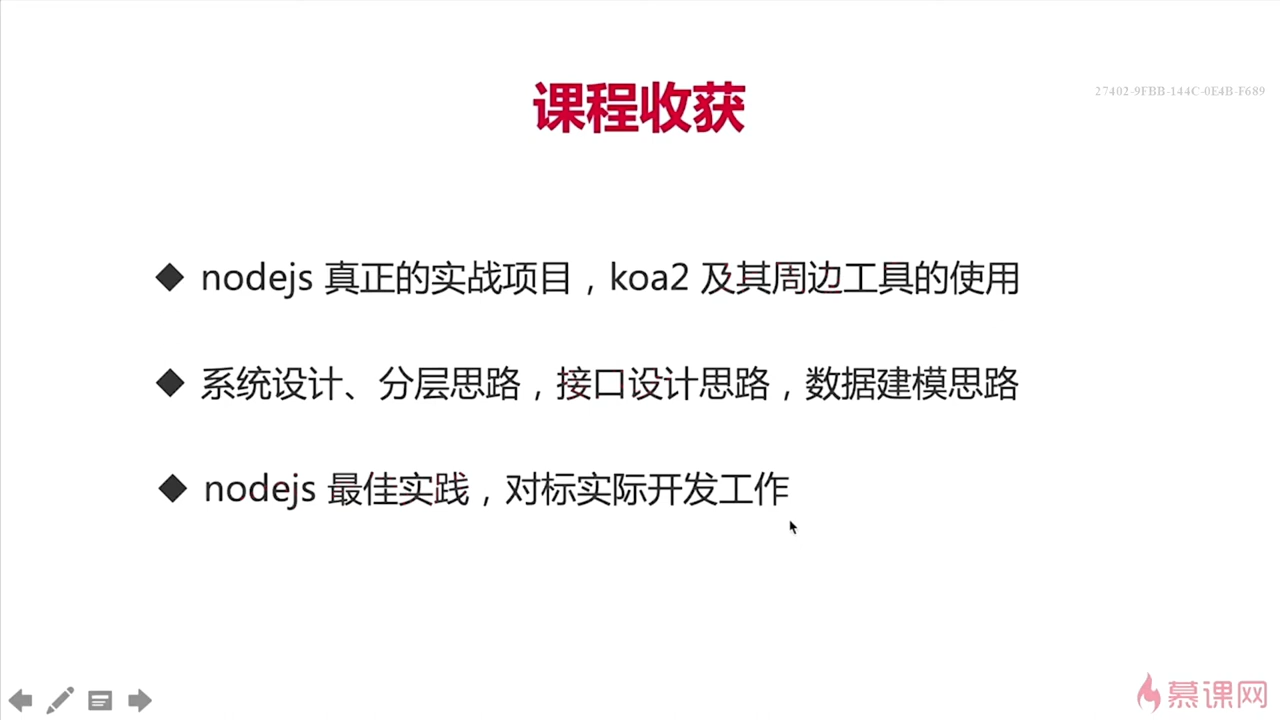 课程收获
27402-9FBB-144C-0E4B-F689
◆ nodejs 真正的实战项目，koa2 及其周边工具的使用
◆ 系统设计、分层思路，接口设计思路，数据建模思路
◆ nodejs 最佳实践，对标实际开发工作
慕课网